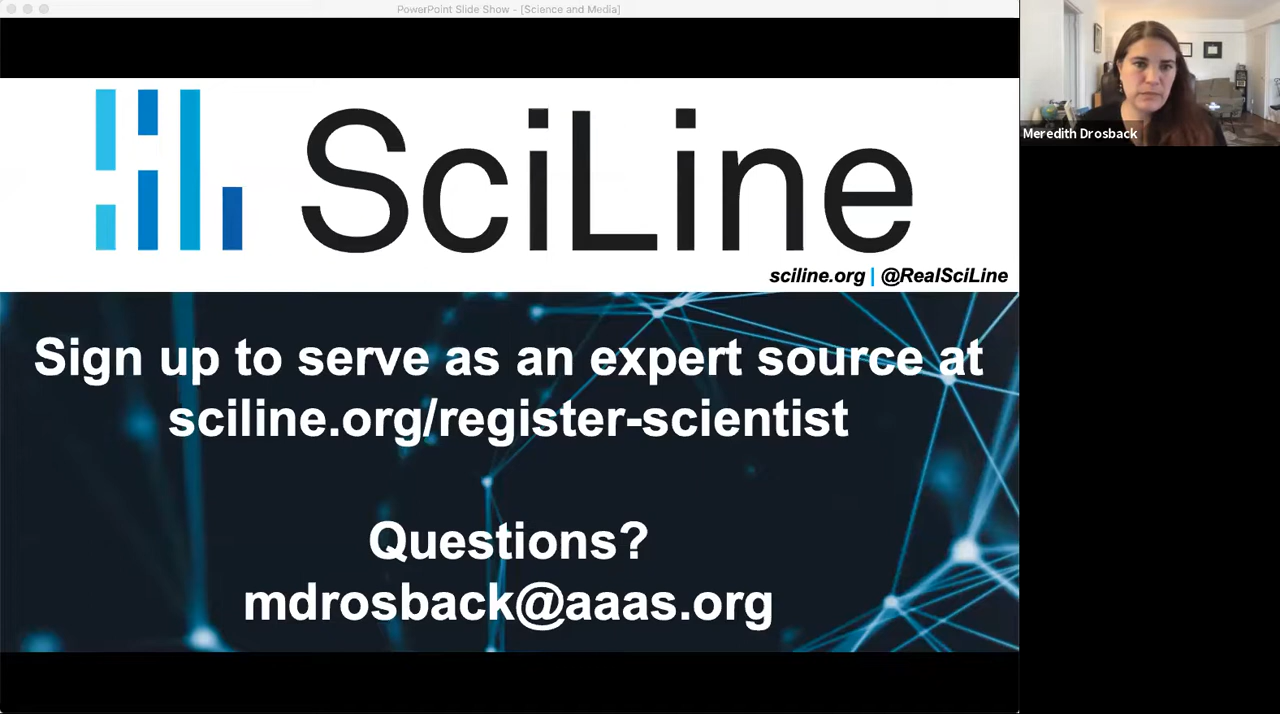 PowerPoint Slide Show - [Science and Media]
SciLine
sciline.org | @RealSciLine
Sign up to serve as an expert source at
sciline.org/register-scientist
Questions?
mdrosback@aaas.org
Meredith Drosback